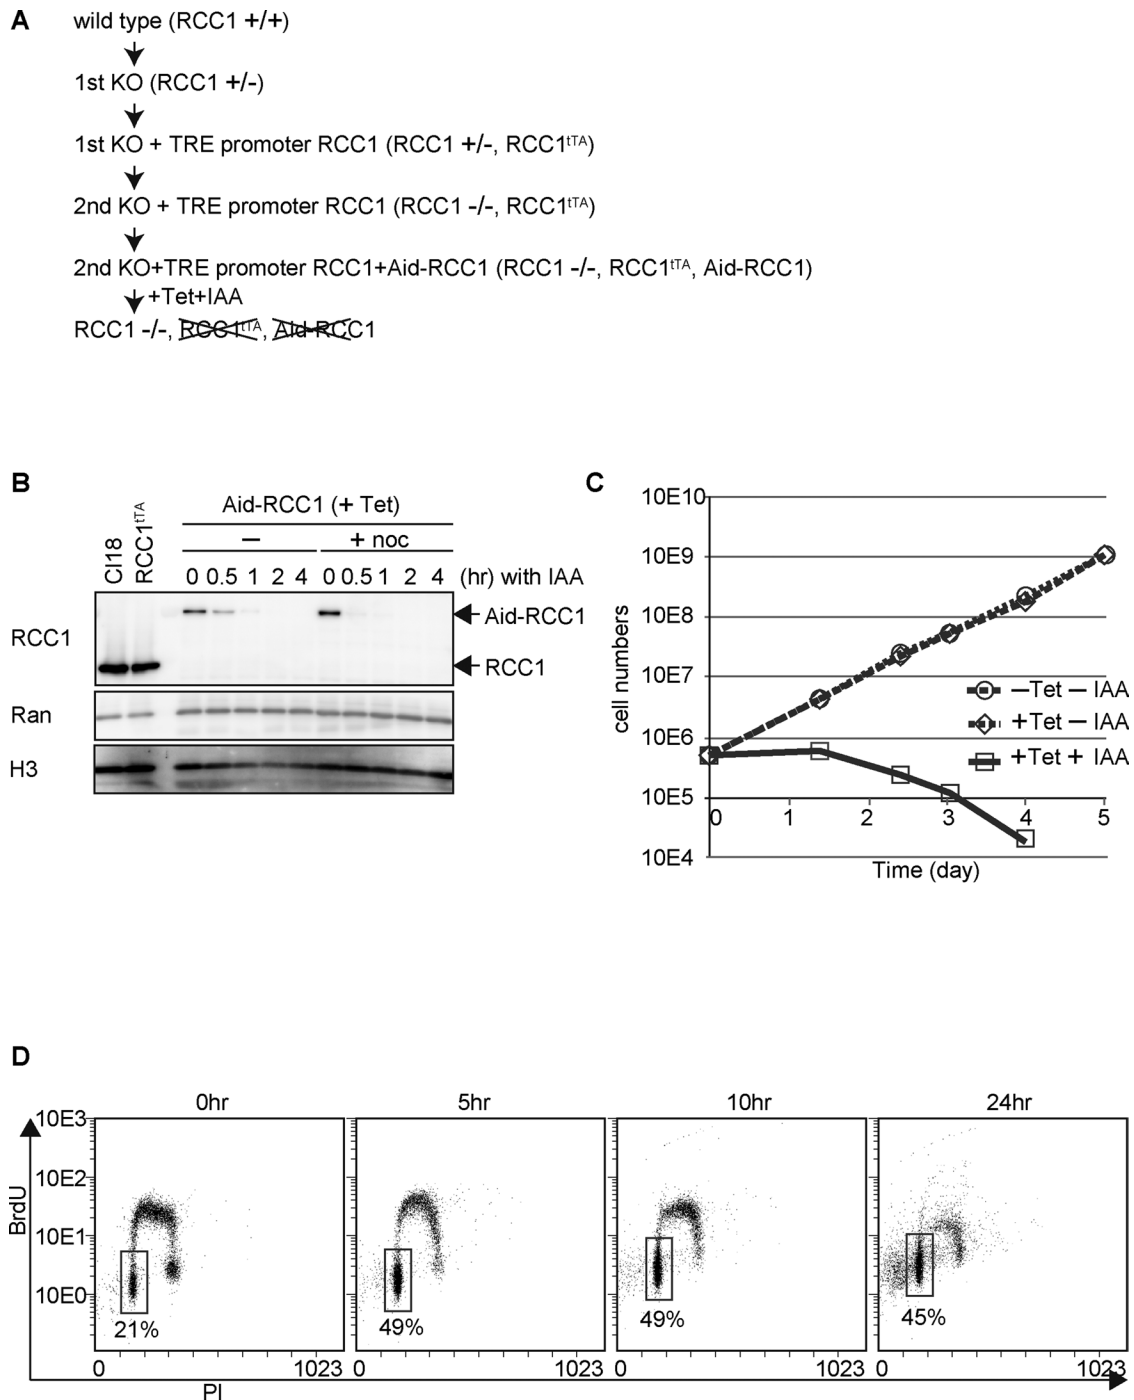 A
wild type (RCC1 +/+)
1st KO (RCC1 +/-)
1st KO + TRE promoter RCC1 (RCC1 +/-, RCC1tTA)
2nd KO + TRE promoter RCC1 (RCC1 -/-, RCC1tTA)
2nd KO+TRE promoter RCC1+Aid-RCC1 (RCC1 -/-, RCC1tTA, Aid-RCC1)
+Tet+IAA
RCC1 -/-, RCC1tTA, Aid-RCC1
B
Cl18
RCC1tTA
Aid-RCC1 (+ Tet)
− + noc
0 0.5 1 2 4 0 0.5 1 2 4 (hr) with IAA
RCC1
Aid-RCC1
RCC1
Ran
H3
C
cell numbers
10E10
10E9
10E8
10E7
10E6
10E5
10E4
0 1 2 3 4 5
Time (day)
−Tet − IAA
+Tet − IAA
+Tet + IAA
D
0hr 5hr 10hr 24hr
BrdU
10E3
10E2
10E1
10E0
21% 49% 49% 45%
0 1023 0 1023 0 1023 0 1023
PI